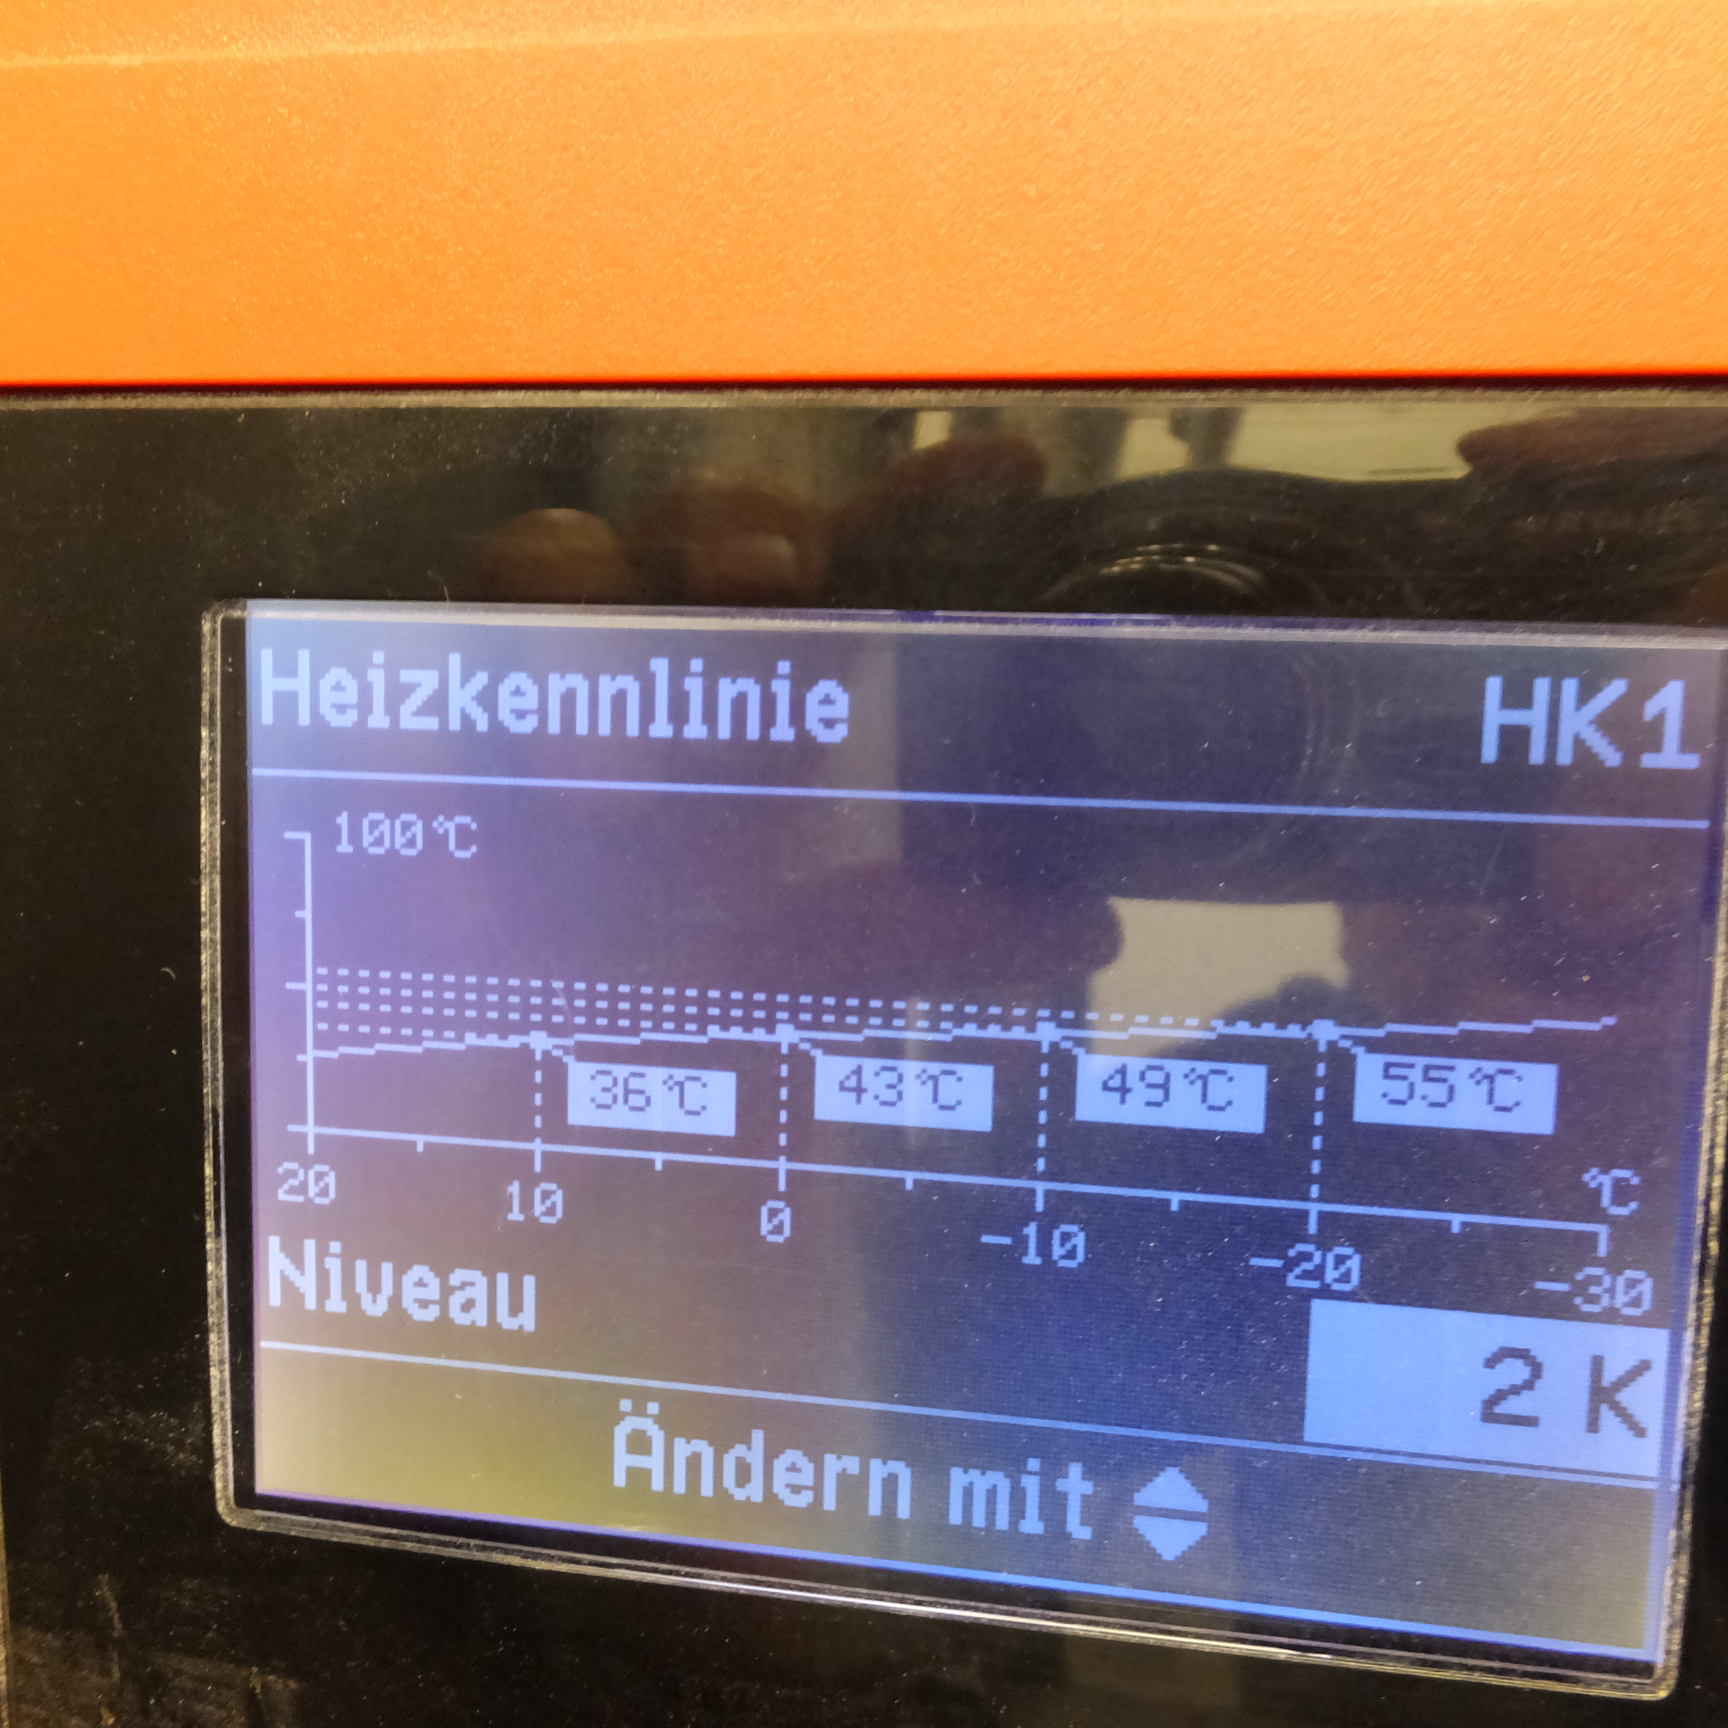 Heizkennlinie HK1
100°C
36°C 43°C 49°C 55°C
°C
20 10 0 -10 -20 -30
Niveau 2 K
Ändern mit